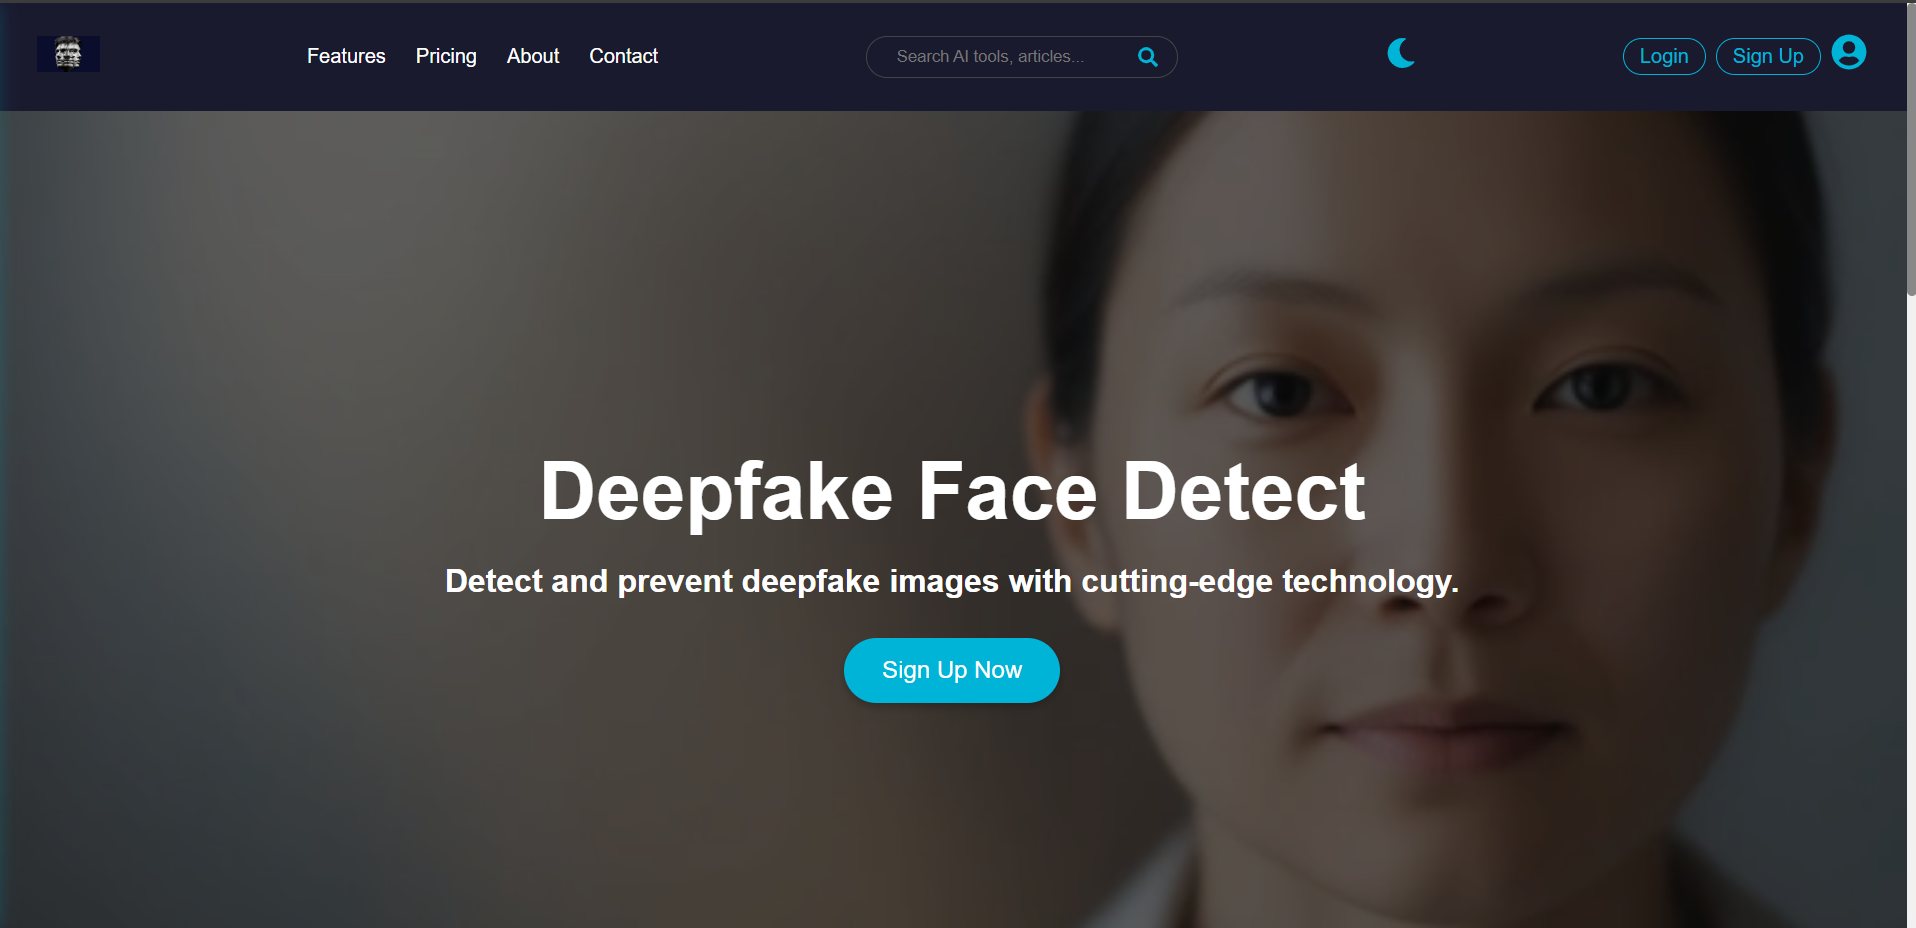 Features
Pricing
About
Contact
Search AI tools, articles...
Login
Sign Up
Deepfake Face Detect
Detect and prevent deepfake images with cutting-edge technology.
Sign Up Now